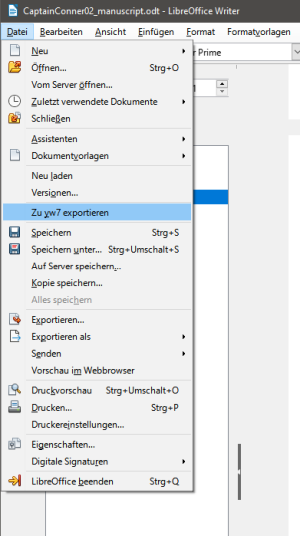 CaptainConner02_manuscript.odt - LibreOffice Writer
Datei Bearbeiten Ansicht Einfügen Format Formatvorlagen
Prime
Neu
Öffnen... Strg+O
Vom Server öffnen...
Zuletzt verwendete Dokumente
Schließen
Assistenten
Dokumentvorlagen
Neu laden
Versionen...
Zu yw7 exportieren
Speichern Strg+S
Speichern unter... Strg+Umschalt+S
Auf Server speichern...
Kopie speichern...
Alles speichern
Exportieren...
Exportieren als
Senden
Vorschau im Webbrowser
Druckvorschau Strg+Umschalt+O
Drucken... Strg+P
Druckereinstellungen...
Eigenschaften...
Digitale Signaturen
LibreOffice beenden Strg+Q